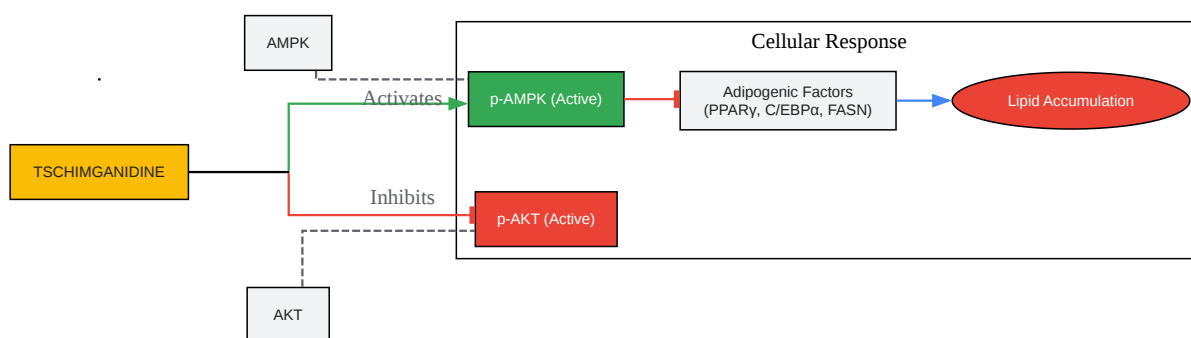 Cellular Response
AMPK
p-AMPK (Active)
Activates
Adipogenic Factors
(PPARγ, C/EBPα, FASN)
Lipid Accumulation
TSCHIMGANIDINE
Inhibits
p-AKT (Active)
AKT